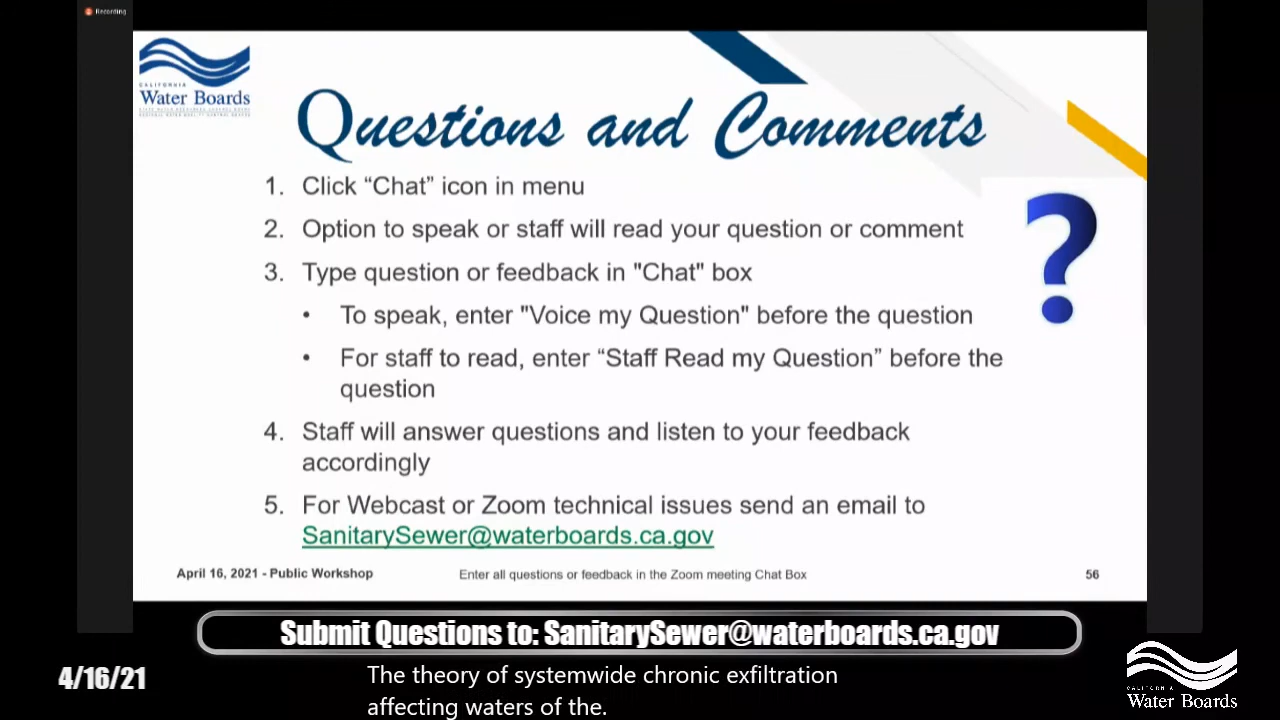 Recording
CALIFORNIA
Water Boards
Questions and Comments
1. Click “Chat” icon in menu
2. Option to speak or staff will read your question or comment
3. Type question or feedback in "Chat" box
• To speak, enter "Voice my Question" before the question
• For staff to read, enter “Staff Read my Question” before the
question
4. Staff will answer questions and listen to your feedback
accordingly
5. For Webcast or Zoom technical issues send an email to
SanitarySewer@waterboards.ca.gov
?
April 16, 2021 - Public Workshop
Enter all questions or feedback in the Zoom meeting Chat Box
56
Submit Questions to: SanitarySewer@waterboards.ca.gov
4/16/21
The theory of systemwide chronic exfiltration
affecting waters of the.
CALIFORNIA
Water Boards